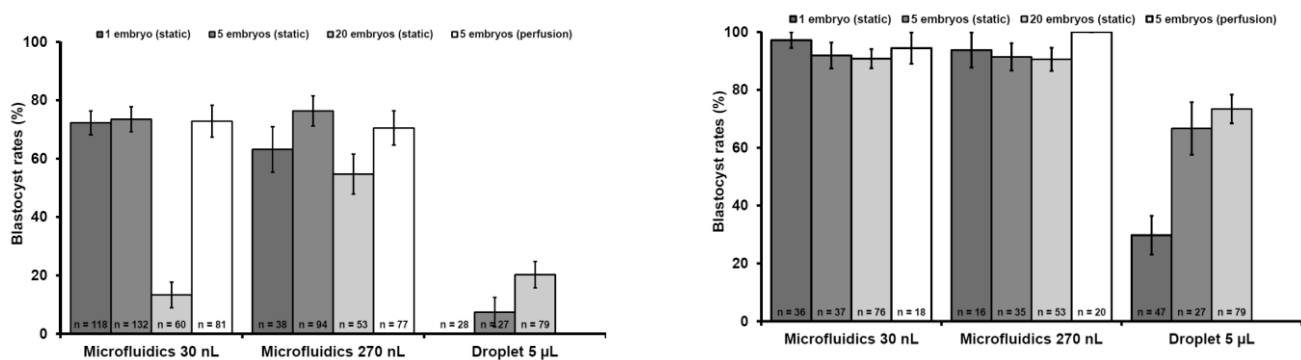 1 embryo (static) 5 embryos (static) 20 embryos (static) 5 embryos (perfusion)
100
80
60
40
20
0
Blastocyst rates (%)
n = 118 n = 132 n = 60 n = 81 n = 38 n = 94 n = 53 n = 77 n = 28 n = 27 n = 79
Microfluidics 30 nL Microfluidics 270 nL Droplet 5 µL
1 embryo (static) 5 embryos (static) 20 embryos (static) 5 embryos (perfusion)
100
80
60
40
20
0
Blastocyst rates (%)
n = 36 n = 37 n = 76 n = 18 n = 16 n = 35 n = 53 n = 20 n = 47 n = 27 n = 79
Microfluidics 30 nL Microfluidics 270 nL Droplet 5 µL